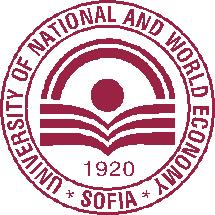 UNIVERSITY OF NATIONAL AND WORLD ECONOMY
1920
* SOFIA *